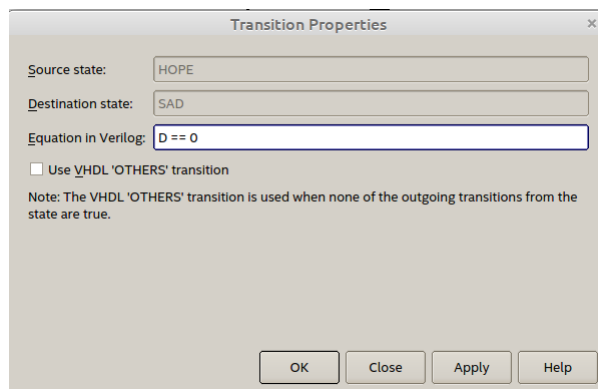 Transition Properties ×
Source state: HOPE
Destination state: SAD
Equation in Verilog: D == 0
Use VHDL 'OTHERS' transition
Note: The VHDL 'OTHERS' transition is used when none of the outgoing transitions from the
state are true.
OK Close Apply Help